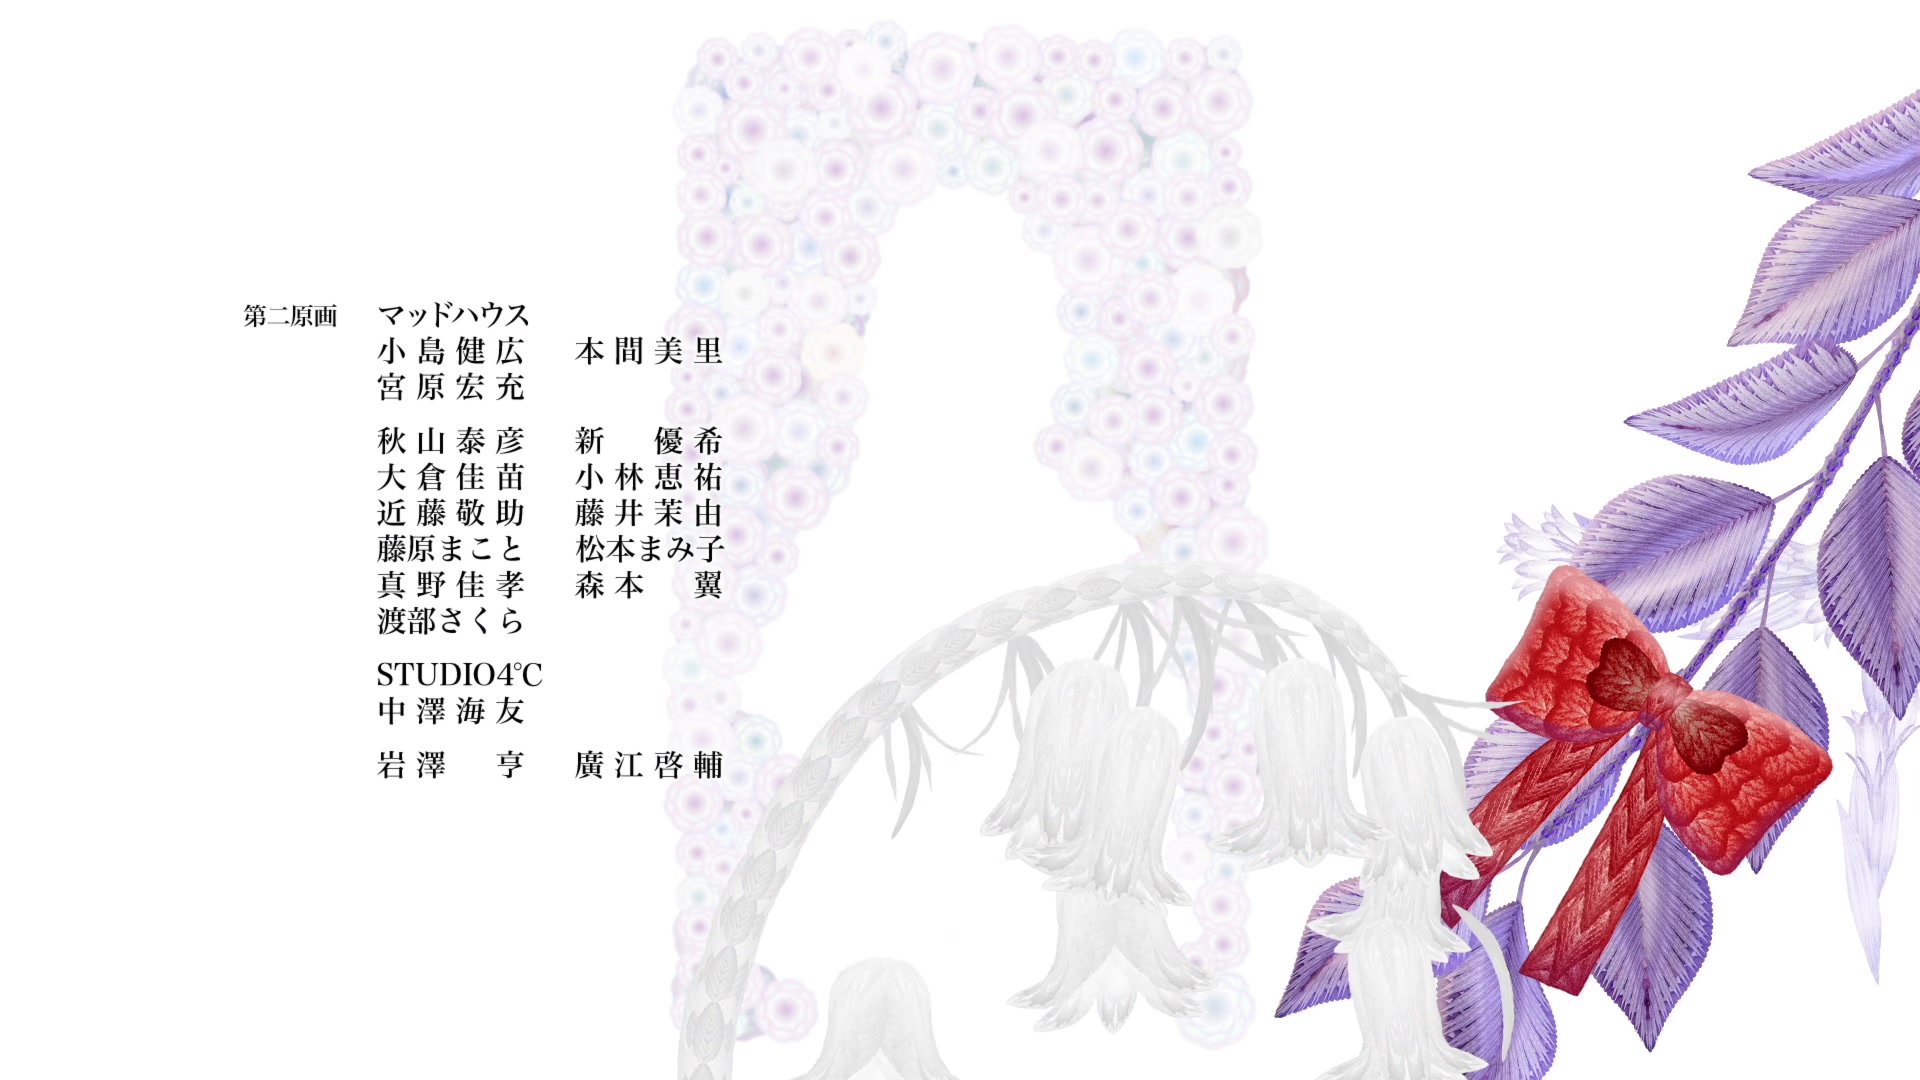 第二原画 マッドハウス
小島健広 本間美里
宮原宏充
秋山泰彦 新 優希
大倉佳苗 小林恵祐
近藤敬助 藤井茉由
藤原まこと 松本まみ子
真野佳孝 森本 翼
渡部さくら
STUDIO4℃
中澤海友
岩澤 亨 廣江啓輔